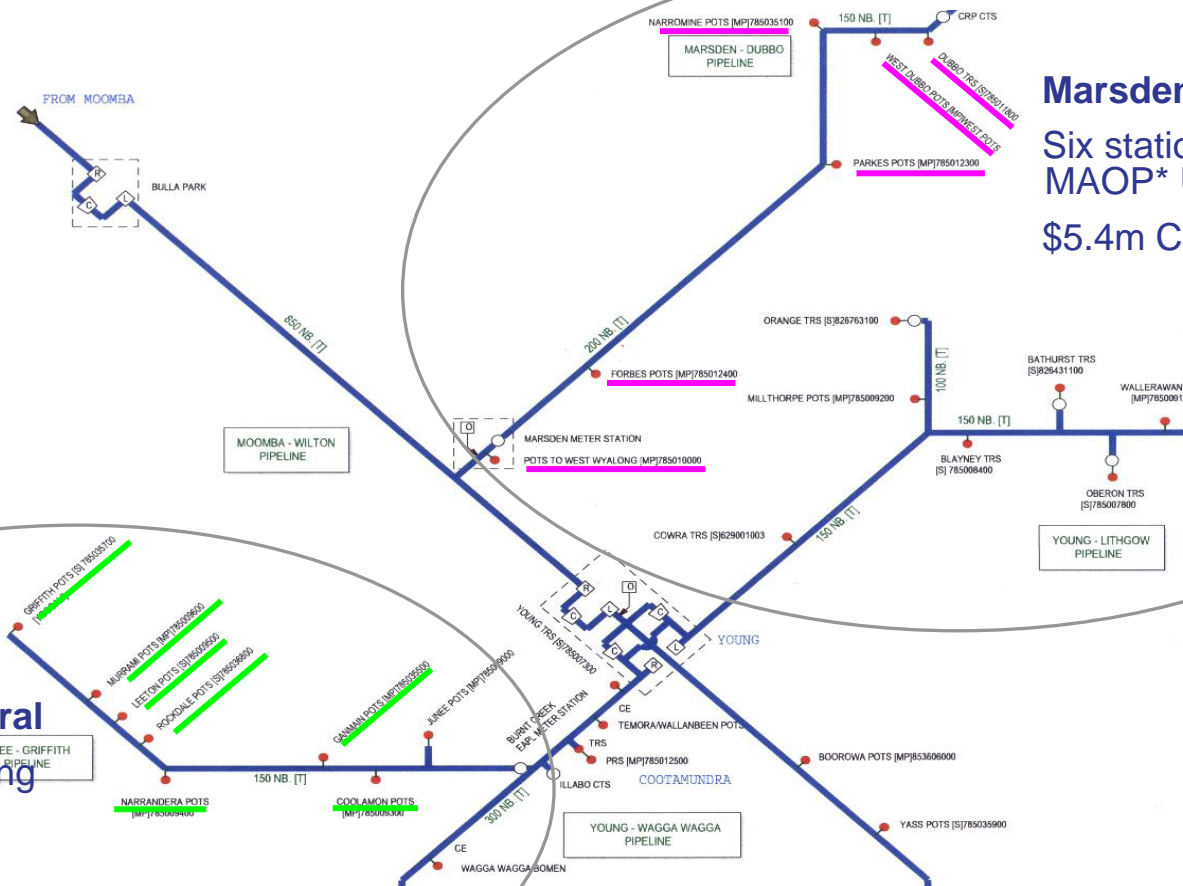 NARROMINE POTS [MP]785035100
150 NB. [T]
CRP CTS
MARSDEN - DUBBO
PIPELINE
WEST DUBBO POTS [MP]WEST POTS
DUBBO TRS [S]785011800
FROM MOOMBA
Marsden
Six static
MAOP*
$5.4m C
PARKES POTS [MP]785012300
R
C
L
BULLA PARK
850 NB. [T]
200 NB. [T]
ORANGE TRS [S]826763100
100 NB. [T]
BATHURST TRS
[S]826431100
FORBES POTS [MP]785012400
MILLTHORPE POTS [MP]785009200
WALLERAWAN
[MP]7850091
150 NB. [T]
O
MARSDEN METER STATION
POTS TO WEST WYALONG [MP]785010000
MOOMBA - WILTON
PIPELINE
BLAYNEY TRS
[S] 785008400
OBERON TRS
[S]785007800
COWRA TRS [S]629001003
150 NB. [T]
YOUNG - LITHGOW
PIPELINE
GRIFFITH POTS [S] 785035700
MURRAMI POTS [MP]785009600
LEETON POTS [S]785009500
ROCKDALE POTS [S]785036800
GANMAIN POTS [MP]785035500
JUNEE POTS [MP]785009000
YOUNG TRS [S]785007300
R
O
L
C
C
C
R
L
YOUNG
BURNT CREEK
EAPL METER STATION
CE
TEMORA/WALLANBEEN POTS
TRS
PRS [MP]785012500
COOTAMUNDRA
ILLABO CTS
BOOROWA POTS [MP]853606000
ral
EE - GRIFFITH
PIPELINE
ng
150 NB. [T]
NARRANDERA POTS
[MP]785009400
COOLAMON POTS
[MP]785009300
300 NB. [T]
YOUNG - WAGGA WAGGA
PIPELINE
YASS POTS [S]785035900
CE
WAGGA WAGGA BOMEN